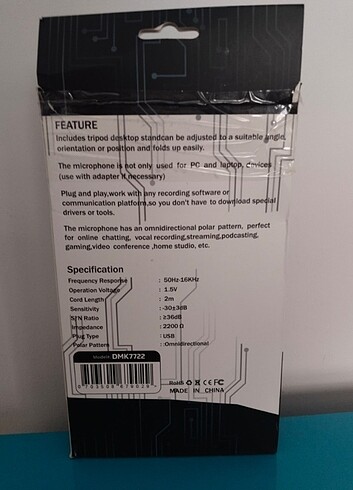 FEATURE
Includes tripod desktop standcan be adjusted to a suitable angle,
orientation or position and folds up easily.
The microphone is not only used for PC and laptop, devices
(use with adapter if necessary)
Plug and play,work with any recording software or
communication platform,so you don't have to download special
drivers or tools.
The microphone has an omnidirectional polar pattern, perfect
for online chatting, vocal recording,streaming,podcasting,
gaming,video conference ,home studio, etc.
Specification
Frequency Response : 50Hz-16KHz
Operation Voltage : 1.5V
Cord Length : 2m
Sensitivity : -30±3dB
S/N Ratio : ≥36dB
Impedance : 2200 Ω
Plug Type : USB
Polar Pattern :Omnidirectional
Model#: DMK7722
RoHS CE FC
MADE IN CHINA